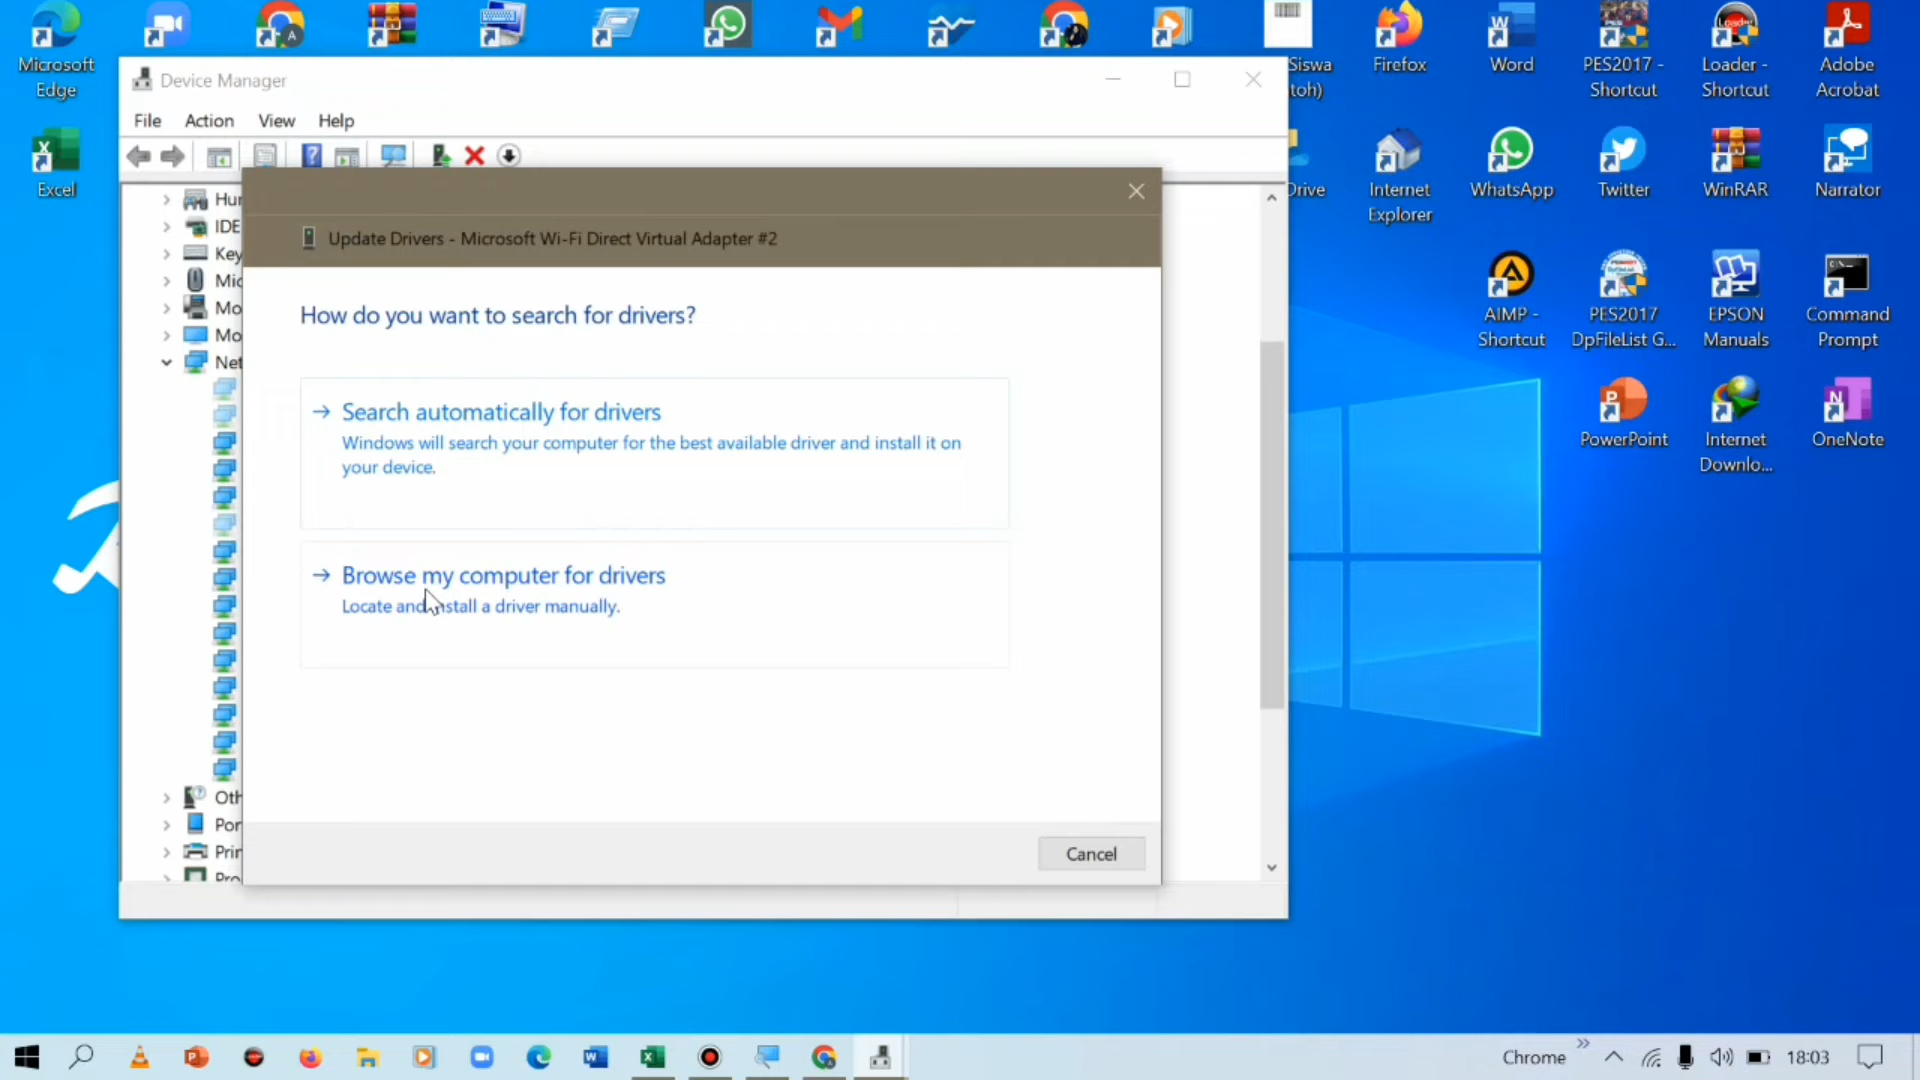 Microsoft
Edge
Excel
Siswa
toh)
Firefox
Word
PES2017 -
Shortcut
Loader -
Shortcut
Adobe
Acrobat
Drive
Internet
Explorer
WhatsApp
Twitter
WinRAR
Narrator
AIMP -
Shortcut
PES2017
DpFileList G...
EPSON
Manuals
Command
Prompt
PowerPoint
Internet
Downlo...
OneNote
Device Manager
File Action View Help
Hur
IDE
Key
Mic
Mo
Mo
Net
Oth
Por
Prin
Pro
Update Drivers - Microsoft Wi-Fi Direct Virtual Adapter #2
How do you want to search for drivers?
Search automatically for drivers
Windows will search your computer for the best available driver and install it on
your device.
Browse my computer for drivers
Locate and install a driver manually.
Cancel
Chrome
18:03